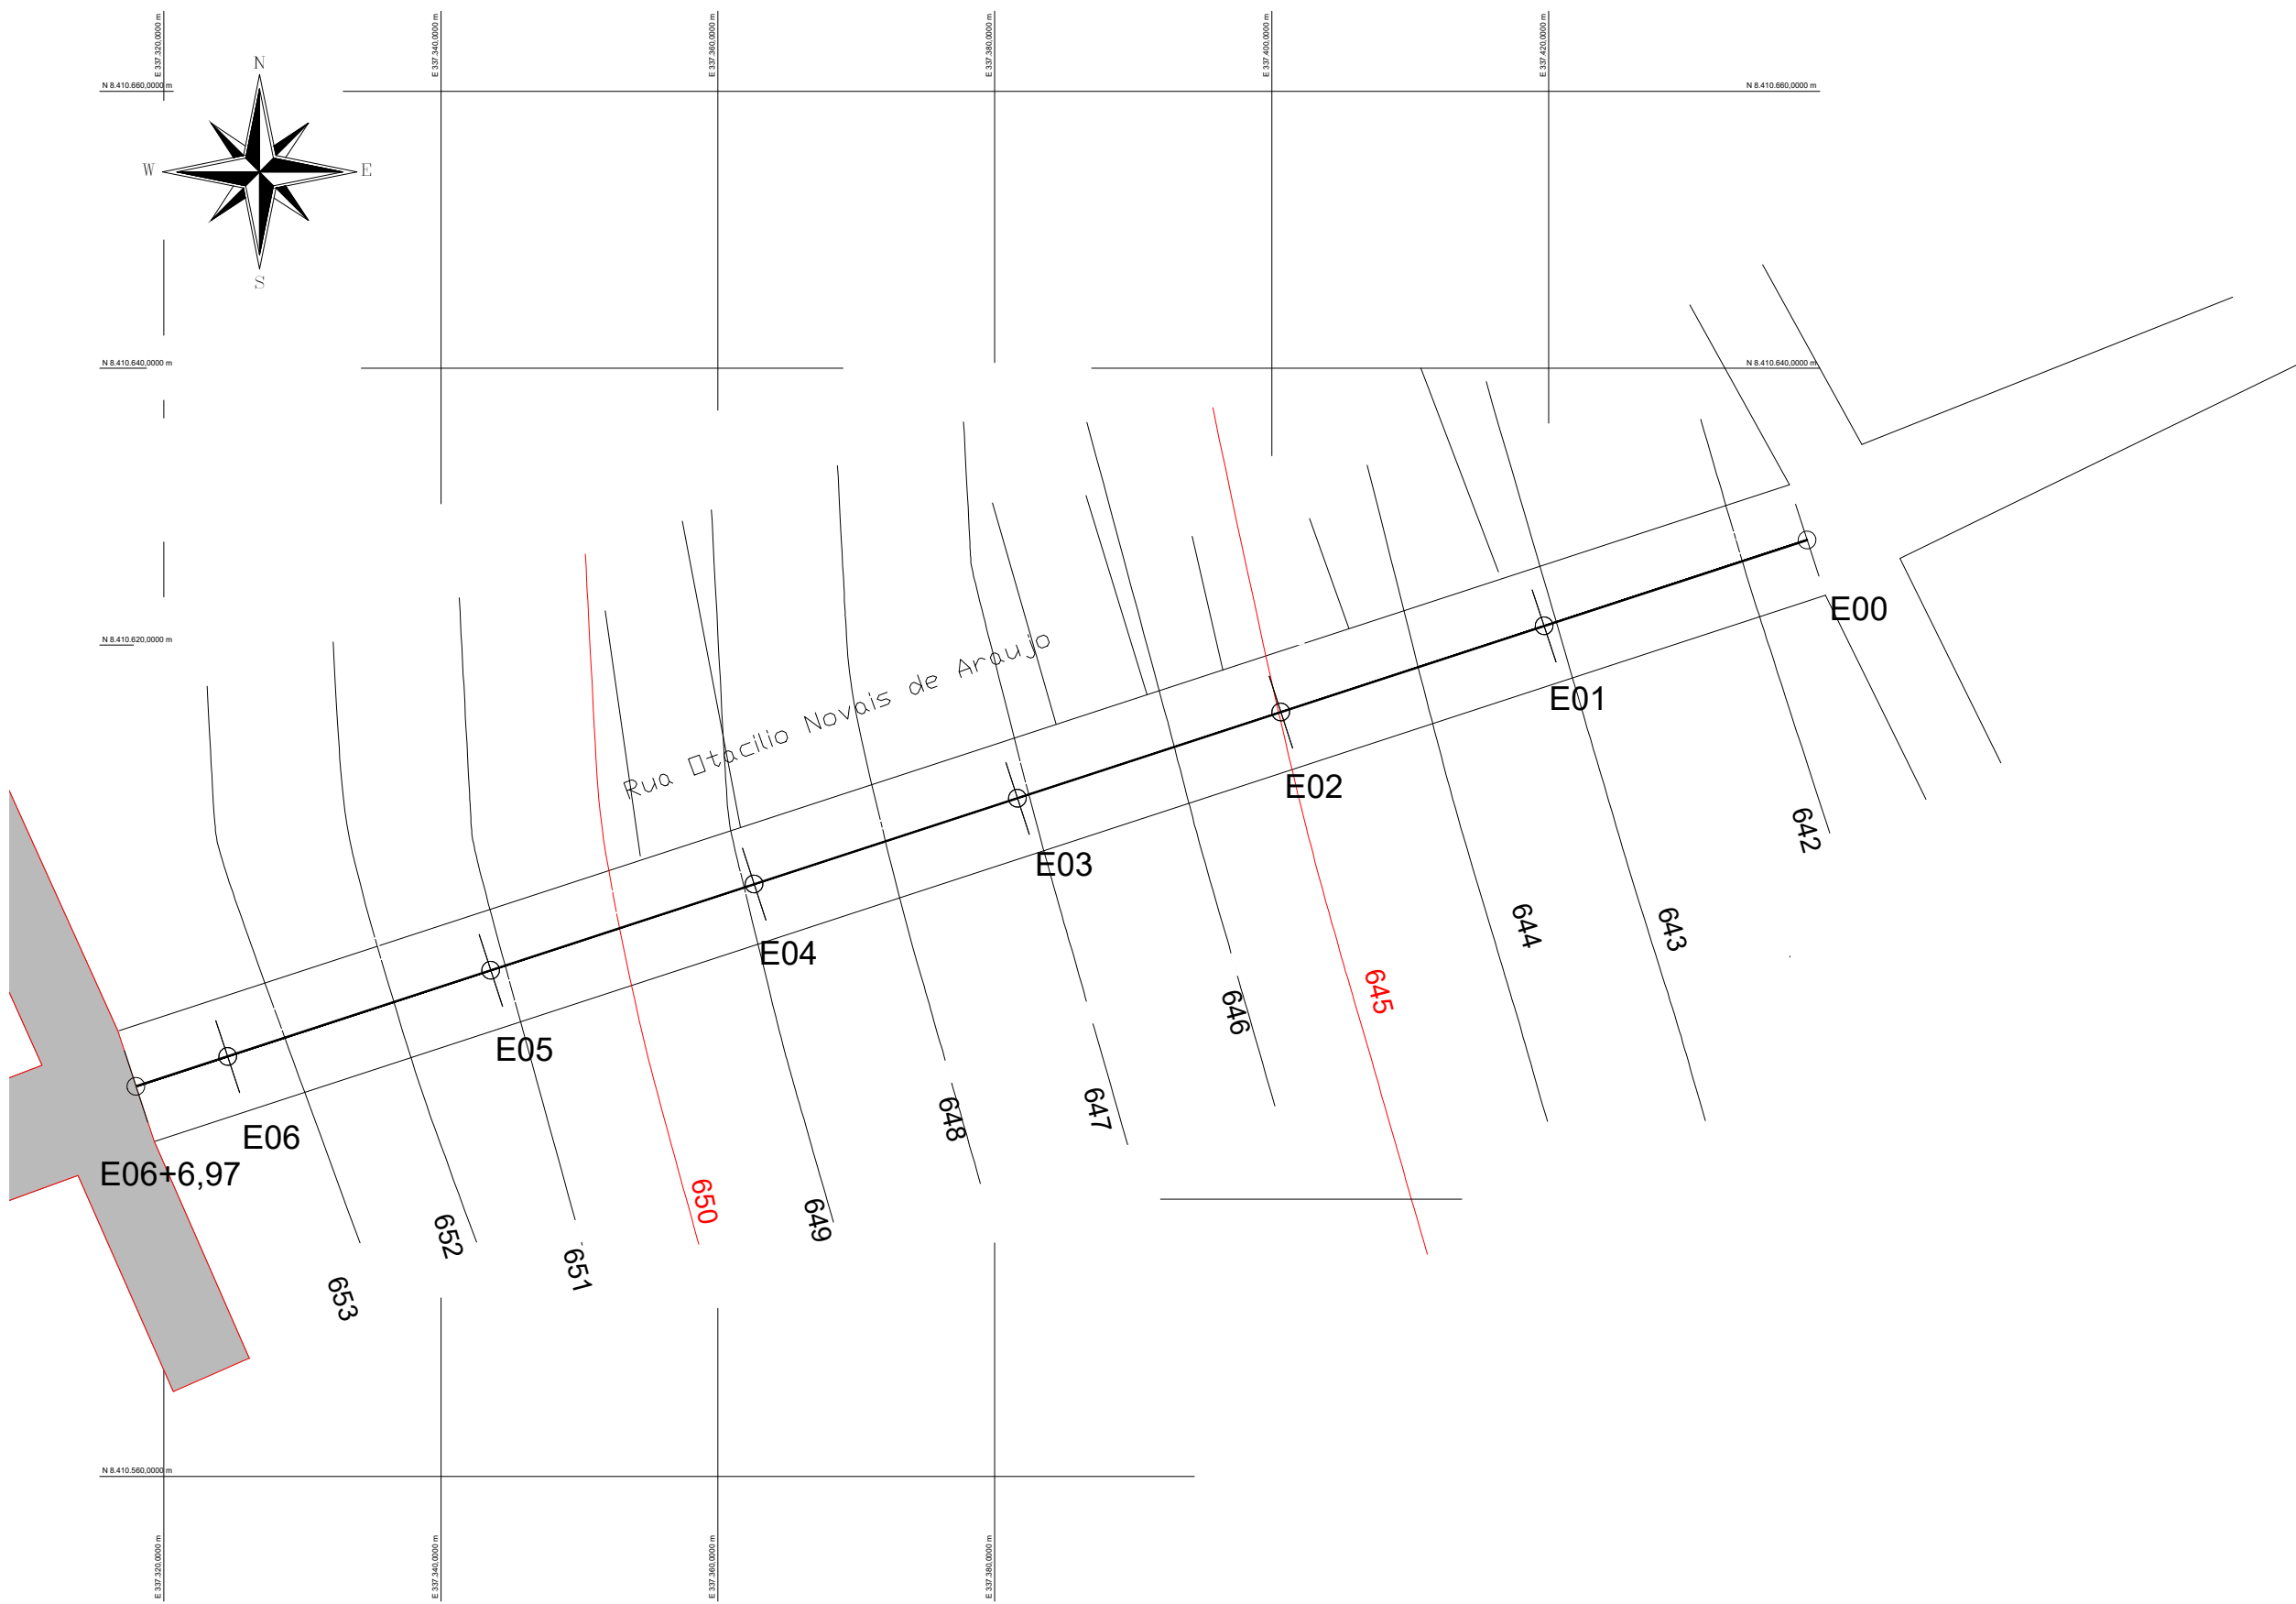 E 337.320,0000 m
E 337.340,0000 m
E 337.360,0000 m
E 337.380,0000 m
E 337.400,0000 m
E 337.420,0000 m
N
N 8.410.660,0000 m
N 8.410.660,0000 m
W
E
S
N 8.410.640,0000 m
N 8.410.640,0000 m
E00
N 8.410.620,0000 m
Rua Otacilio Novais de Araujo
E01
E02
642
E03
E04
644
643
645
646
E05
647
648
E06
E06+6,97
650
649
652
651
653
N 8.410.560,0000 m
E 337.320,0000 m
E 337.340,0000 m
E 337.360,0000 m
E 337.380,0000 m